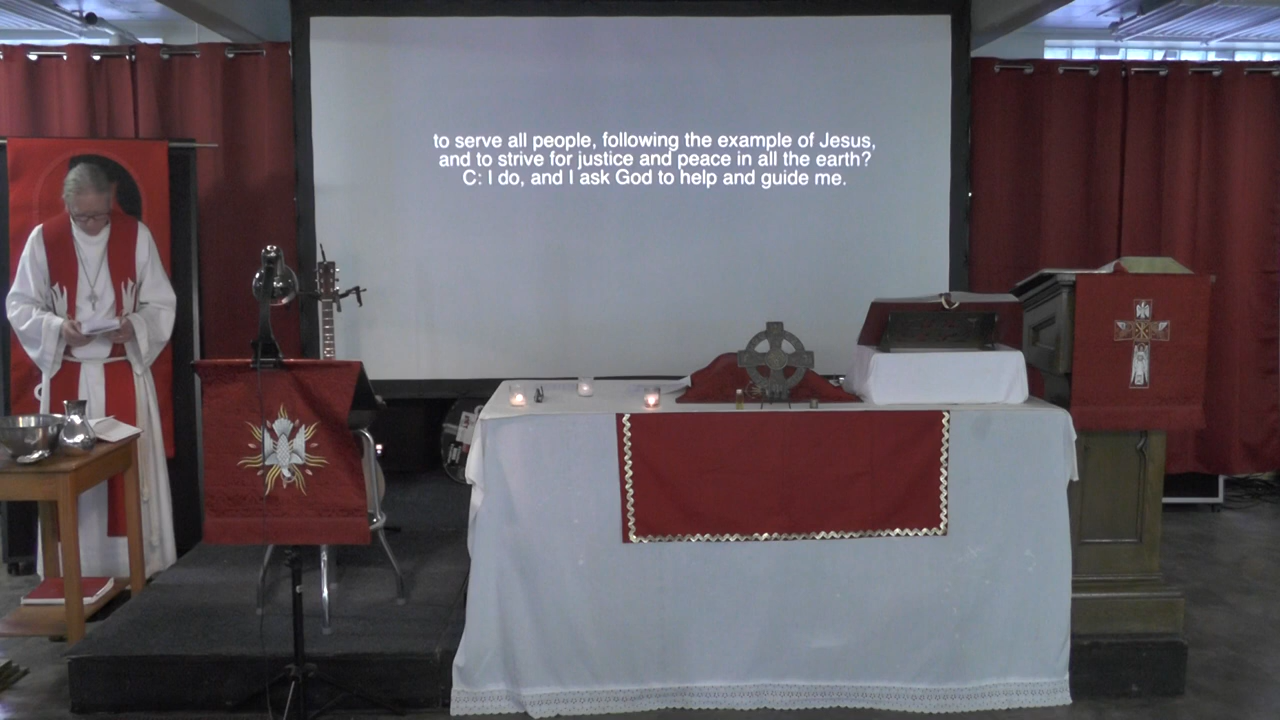 to serve all people, following the example of Jesus,
and to strive for justice and peace in all the earth?
C: I do, and I ask God to help and guide me.